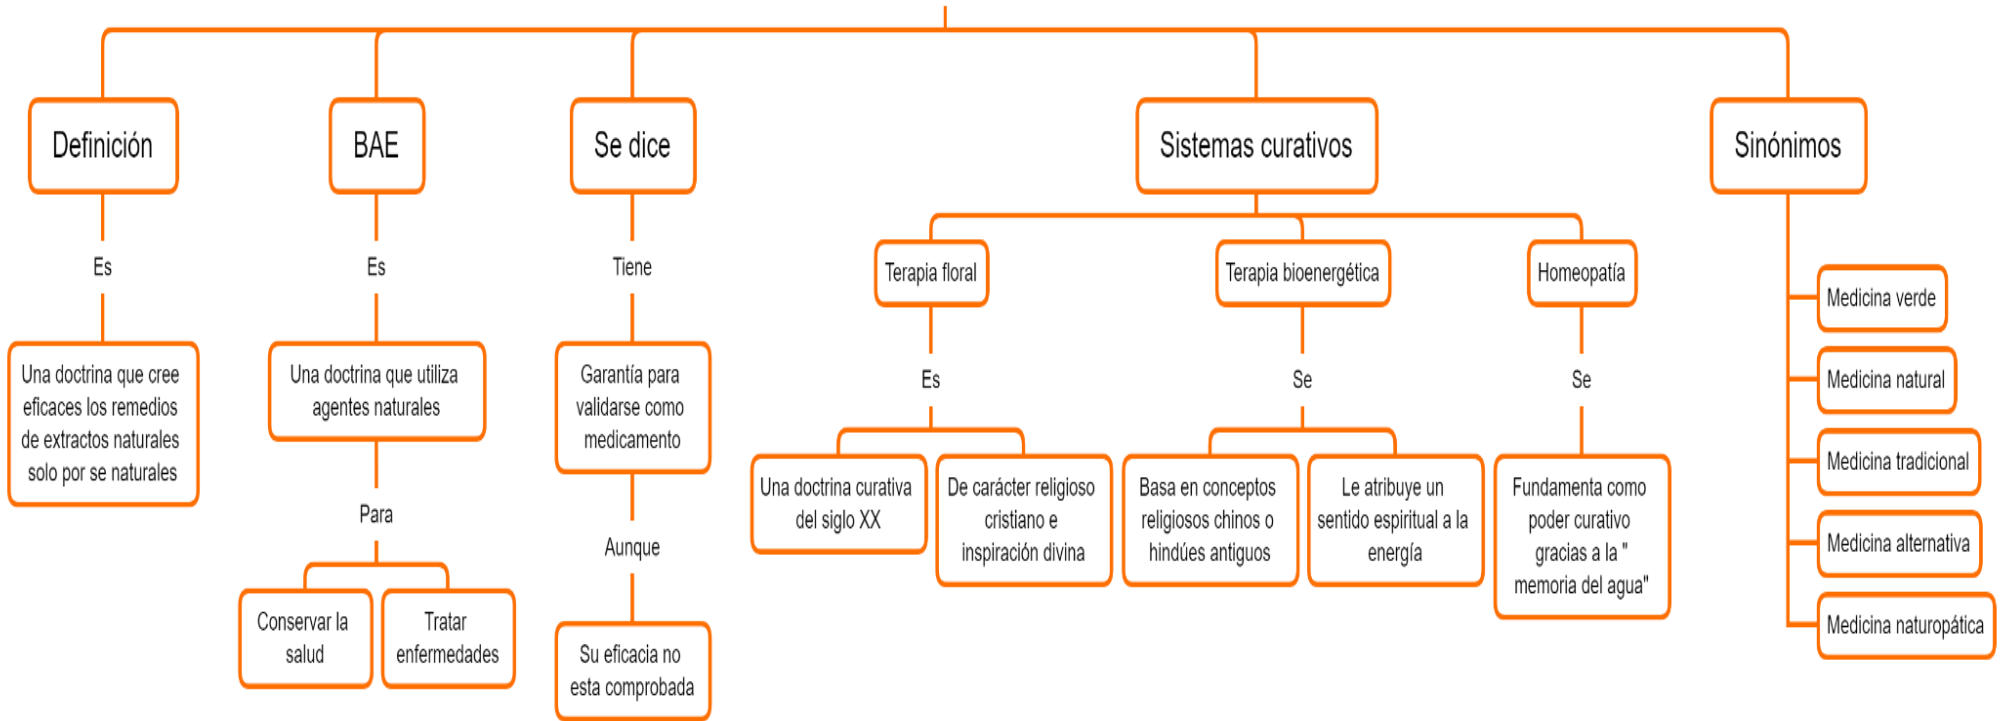 Definición
Es
Una doctrina que cree
eficaces los remedios
de extractos naturales
solo por se naturales
BAE
Es
Una doctrina que utiliza
agentes naturales
Para
Conservar la
salud
Tratar
enfermedades
Se dice
Tiene
Garantía para
validarse como
medicamento
Aunque
Su eficacia no
esta comprobada
Sistemas curativos
Terapia floral
Es
Una doctrina curativa
del siglo XX
De carácter religioso
cristiano e
inspiración divina
Terapia bioenergética
Se
Basa en conceptos
religiosos chinos o
hindúes antiguos
Le atribuye un
sentido espiritual a la
energía
Homeopatía
Se
Fundamenta como
poder curativo
gracias a la "
memoria del agua"
Sinónimos
Medicina verde
Medicina natural
Medicina tradicional
Medicina alternativa
Medicina naturopática